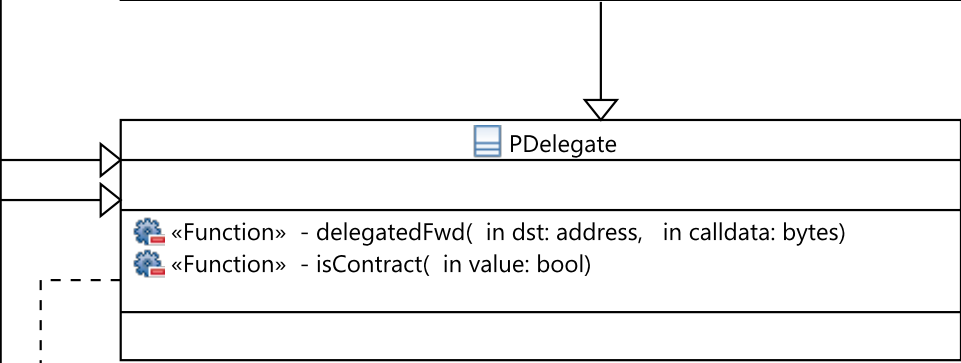 PDelegate
«Function» - delegatedFwd( in dst: address, in calldata: bytes)
«Function» - isContract( in value: bool)